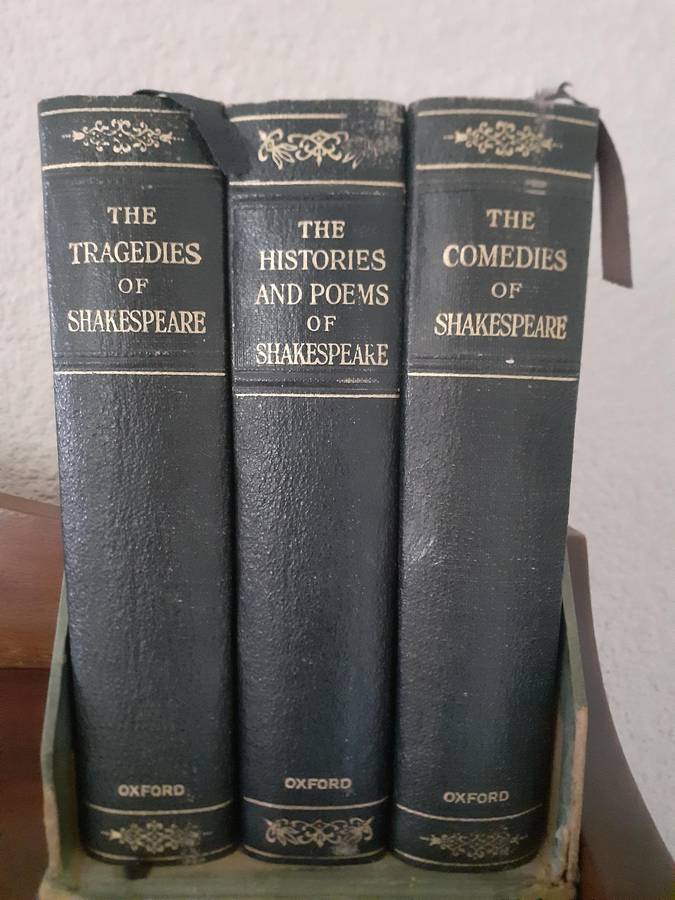 THE
TRAGEDIES
OF
SHAKESPEARE
OXFORD
THE
HISTORIES
AND POEMS
OF
SHAKESPEARE
OXFORD
THE
COMEDIES
OF
SHAKESPEARE
OXFORD